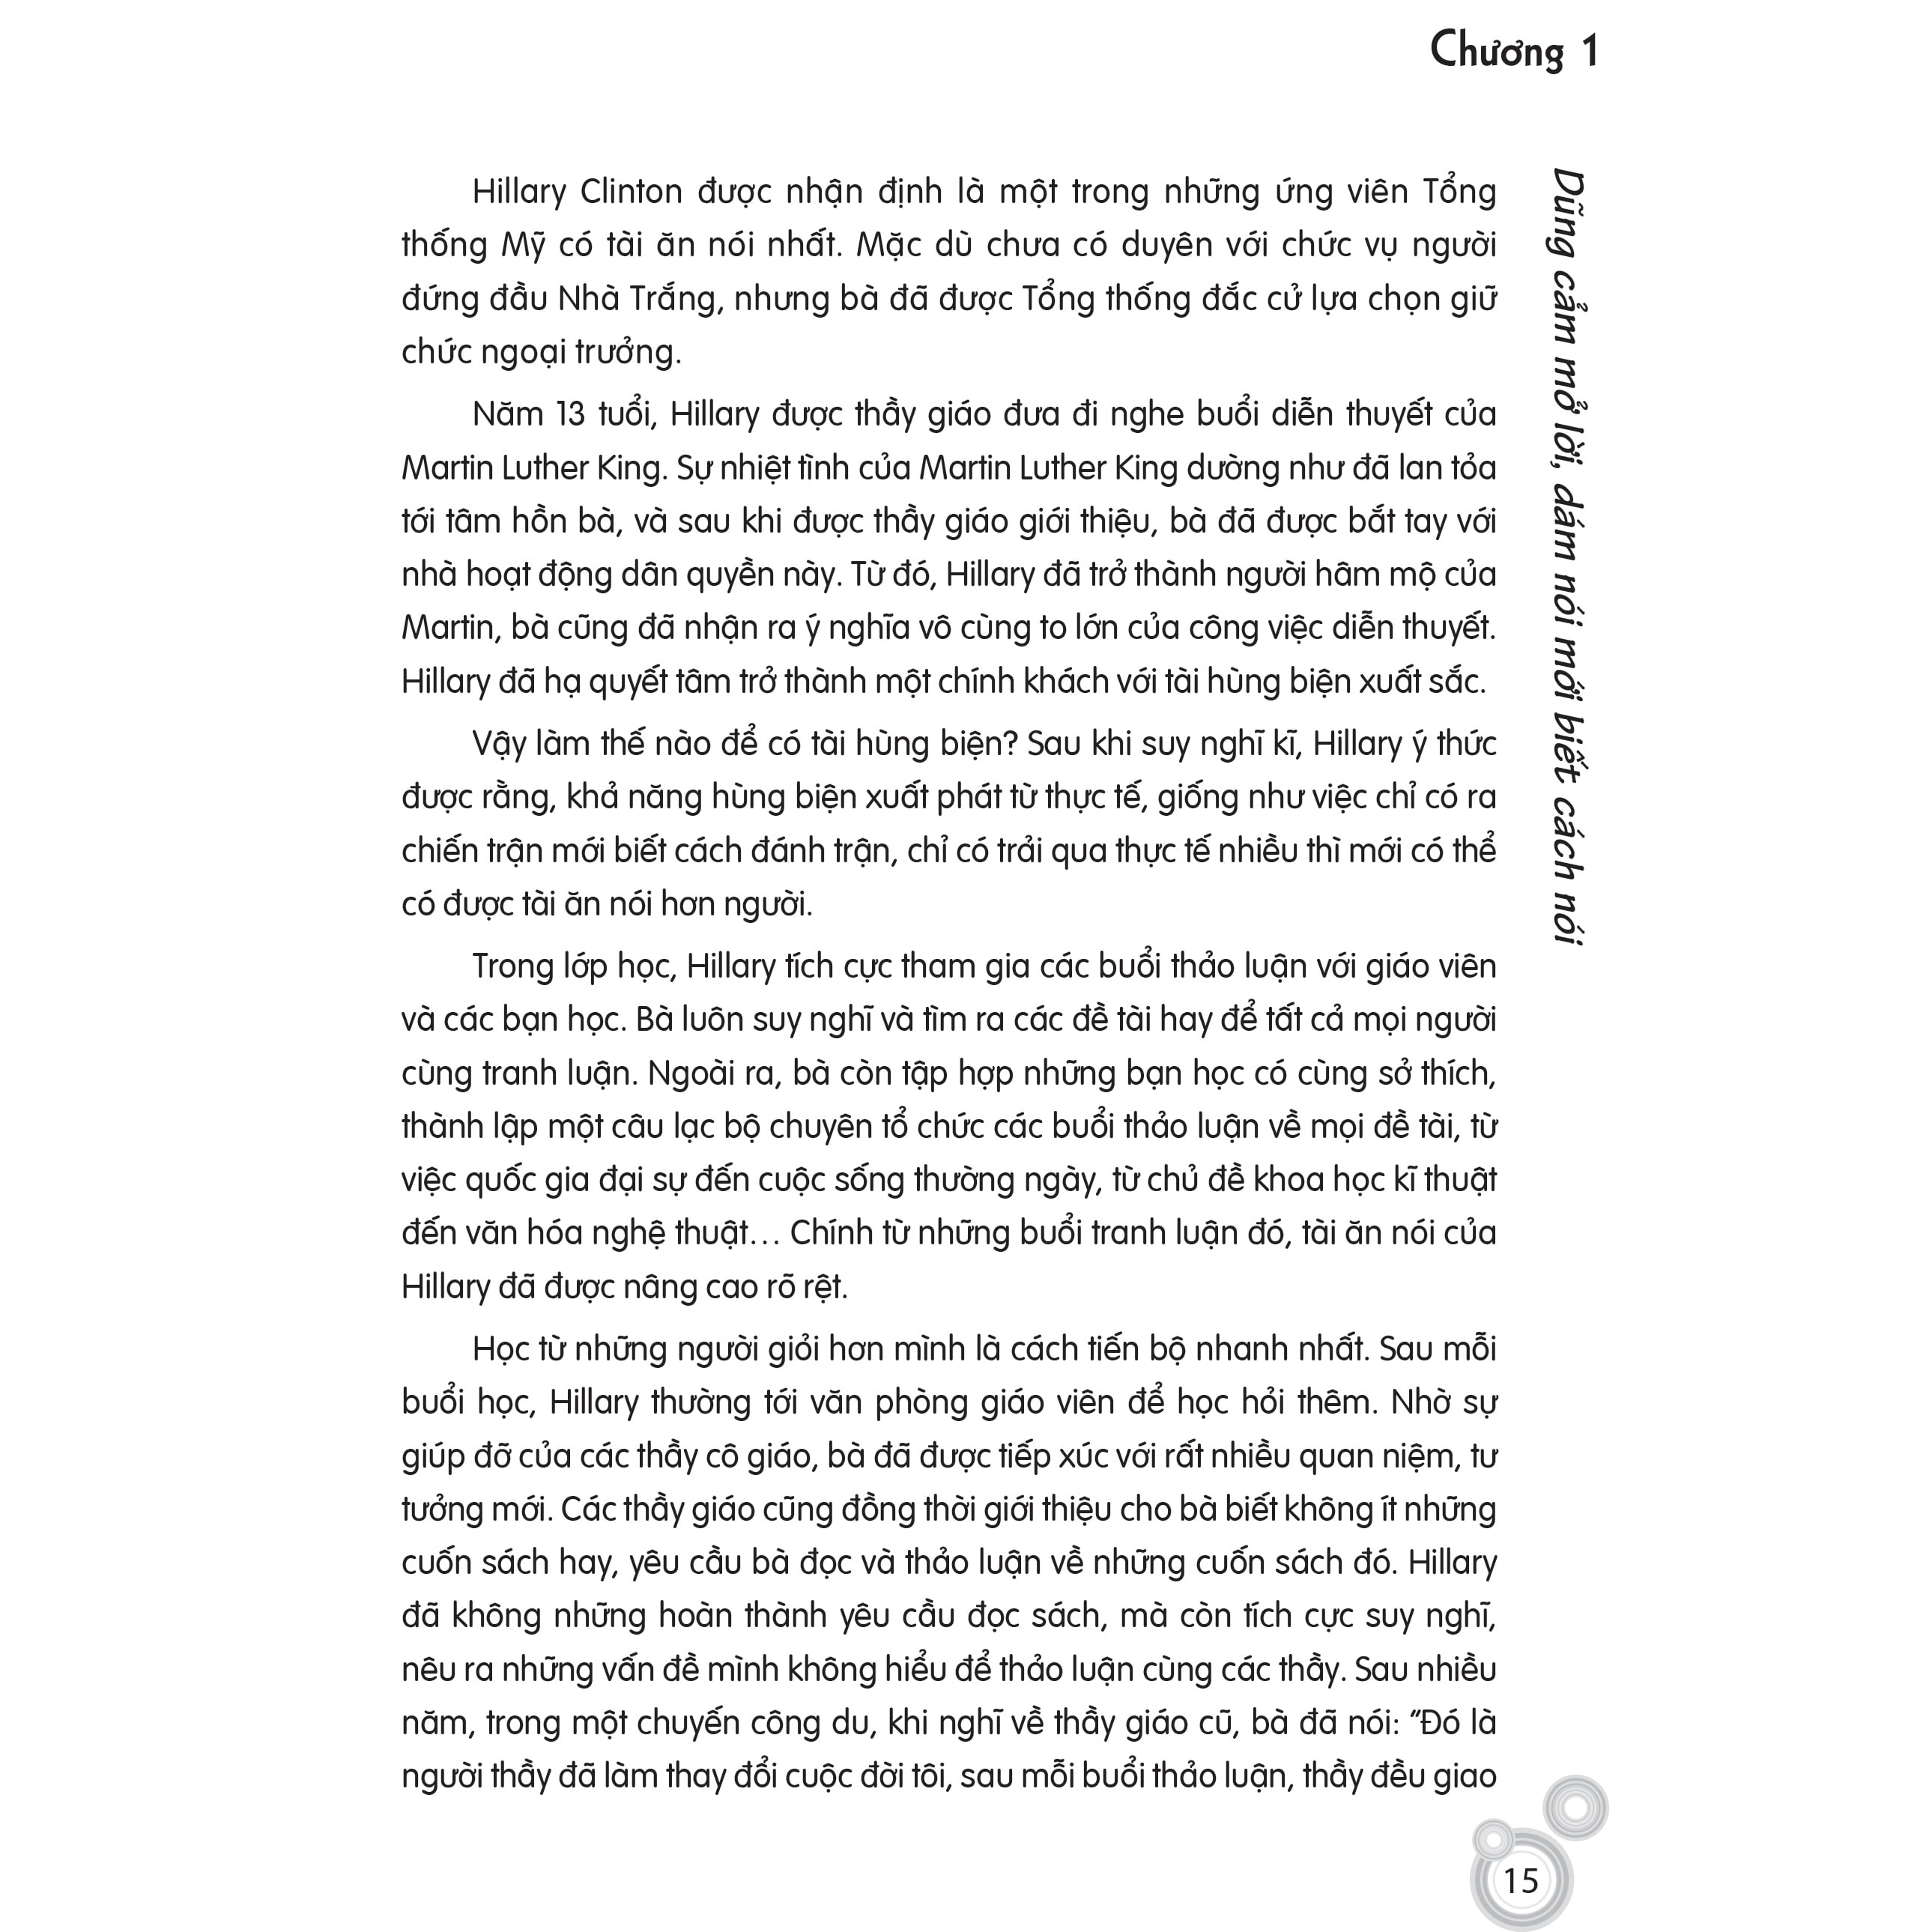 Chương 1
Hillary Clinton được nhận định là một trong những ứng viên Tổng
thống Mỹ có tài ăn nói nhất. Mặc dù chưa có duyên với chức vụ người
đứng đầu Nhà Trắng, nhưng bà đã được Tổng thống đắc cử lựa chọn giữ
chức ngoại trưởng.
Năm 13 tuổi, Hillary được thầy giáo đưa đi nghe buổi diễn thuyết của
Martin Luther King. Sự nhiệt tình của Martin Luther King dường như đã lan tỏa
tới tâm hồn bà, và sau khi được thầy giáo giới thiệu, bà đã được bắt tay với
nhà hoạt động dân quyền này. Từ đó, Hillary đã trở thành người hâm mộ của
Martin, bà cũng đã nhận ra ý nghĩa vô cùng to lớn của công việc diễn thuyết.
Hillary đã hạ quyết tâm trở thành một chính khách với tài hùng biện xuất sắc.
Vậy làm thế nào để có tài hùng biện? Sau khi suy nghĩ kĩ, Hillary ý thức
được rằng, khả năng hùng biện xuất phát từ thực tế, giống như việc chỉ có ra
chiến trận mới biết cách đánh trận, chỉ có trải qua thực tế nhiều thì mới có thể
có được tài ăn nói hơn người.
Trong lớp học, Hillary tích cực tham gia các buổi thảo luận với giáo viên
và các bạn học. Bà luôn suy nghĩ và tìm ra các đề tài hay để tất cả mọi người
cùng tranh luận. Ngoài ra, bà còn tập hợp những bạn học có cùng sở thích,
thành lập một câu lạc bộ chuyên tổ chức các buổi thảo luận về mọi đề tài, từ
việc quốc gia đại sự đến cuộc sống thường ngày, từ chủ đề khoa học kĩ thuật
đến văn hóa nghệ thuật… Chính từ những buổi tranh luận đó, tài ăn nói của
Hillary đã được nâng cao rõ rệt.
Học từ những người giỏi hơn mình là cách tiến bộ nhanh nhất. Sau mỗi
buổi học, Hillary thường tới văn phòng giáo viên để học hỏi thêm. Nhờ sự
giúp đỡ của các thầy cô giáo, bà đã được tiếp xúc với rất nhiều quan niệm, tư
tưởng mới. Các thầy giáo cũng đồng thời giới thiệu cho bà biết không ít những
cuốn sách hay, yêu cầu bà đọc và thảo luận về những cuốn sách đó. Hillary
đã không những hoàn thành yêu cầu đọc sách, mà còn tích cực suy nghĩ,
nêu ra những vấn đề mình không hiểu để thảo luận cùng các thầy. Sau nhiều
năm, trong một chuyến công du, khi nghĩ về thầy giáo cũ, bà đã nói: “Đó là
người thầy đã làm thay đổi cuộc đời tôi, sau mỗi buổi thảo luận, thầy đều giao
Dũng cảm mở lời, dám nói mới biết cách nói
15